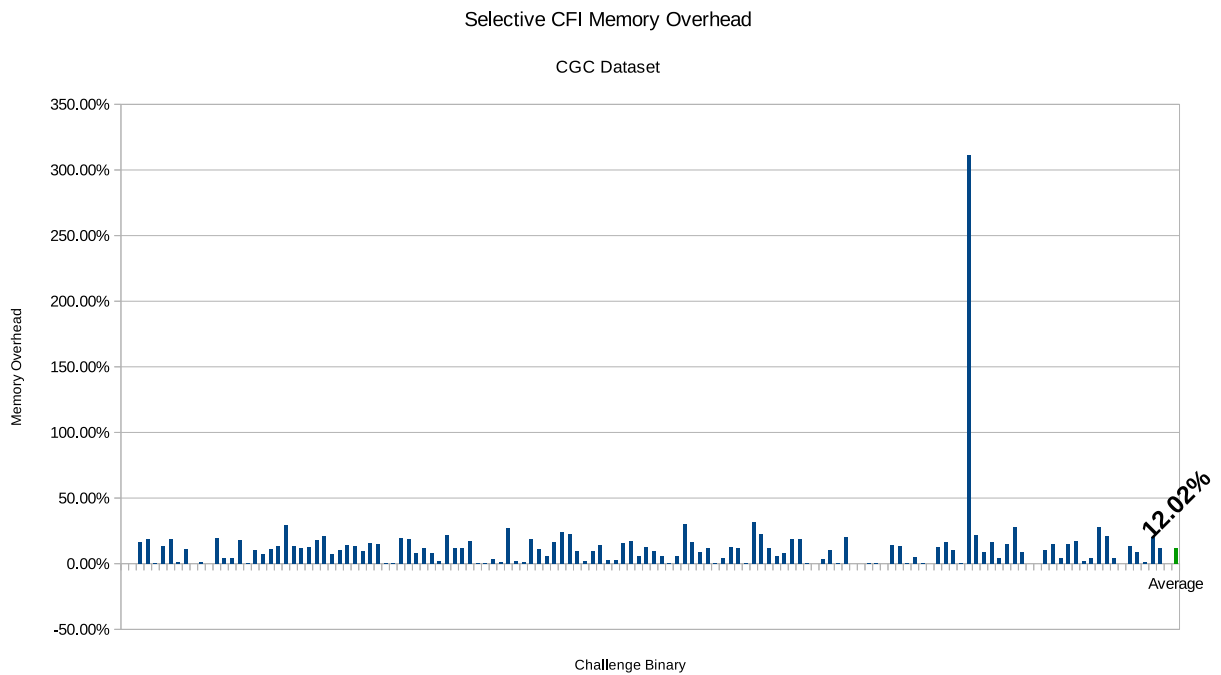 Selective CFI Memory Overhead
CGC Dataset
350.00%
300.00%
250.00%
200.00%
150.00%
100.00%
50.00%
0.00%
-50.00%
Memory Overhead
12.02%
Average
Challenge Binary